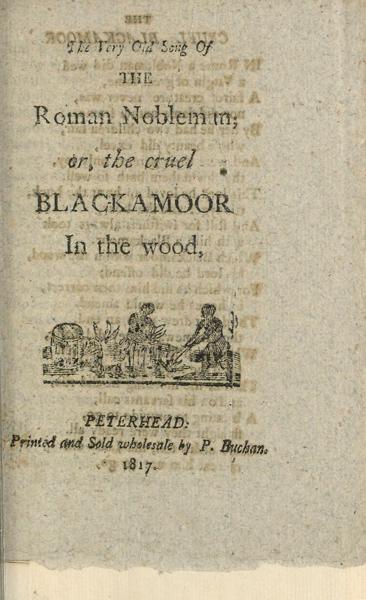 The Very Old Song Of
THE
Roman Nobleman;
or, the cruel
BLACKAMOOR
In the wood,
PETERHEAD:
Printed and Sold wholesale by P. Buchan.
1817.